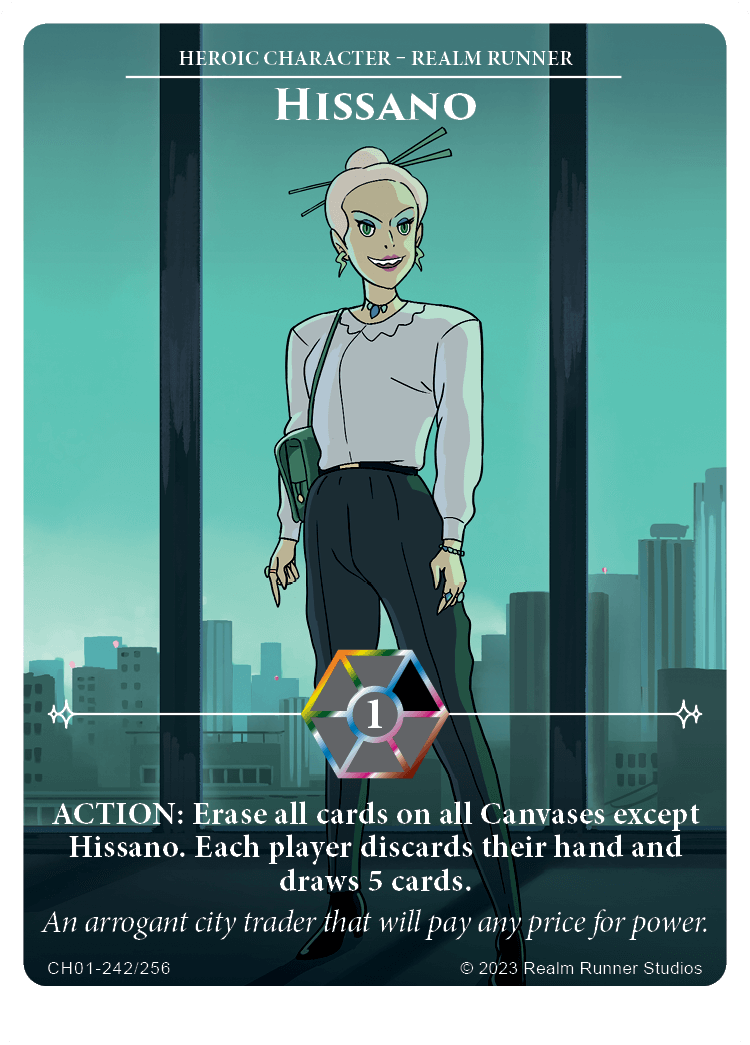 HEROIC CHARACTER – REALM RUNNER
HISSANO
1
ACTION: Erase all cards on all Canvases except
Hissano. Each player discards their hand and
draws 5 cards.
An arrogant city trader that will pay any price for power.
CH01-242/256
© 2023 Realm Runner Studios